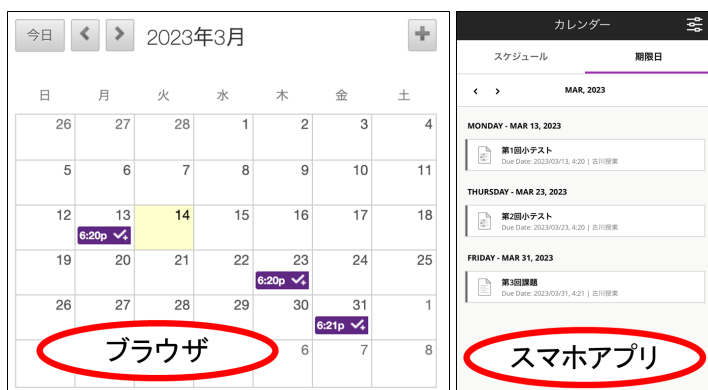 今日 2023年3月
日 月 火 水 木 金 土
26 27 28 1 2 3 4
5 6 7 8 9 10 11
12 13 14 15 16 17 18
6:20p
19 20 21 22 23 24 25
6:20p
26 27 28 29 30 31 1
6:21p
6 7 8
ブラウザ
カレンダー
スケジュール 期限日
MAR, 2023
MONDAY - MAR 13, 2023
第1回小テスト
Due Date: 2023/03/13, 4:20 | 古川授業
THURSDAY - MAR 23, 2023
第2回小テスト
Due Date: 2023/03/23, 4:20 | 古川授業
FRIDAY - MAR 31, 2023
第3回課題
Due Date: 2023/03/31, 4:21 | 古川授業
スマホアプリ